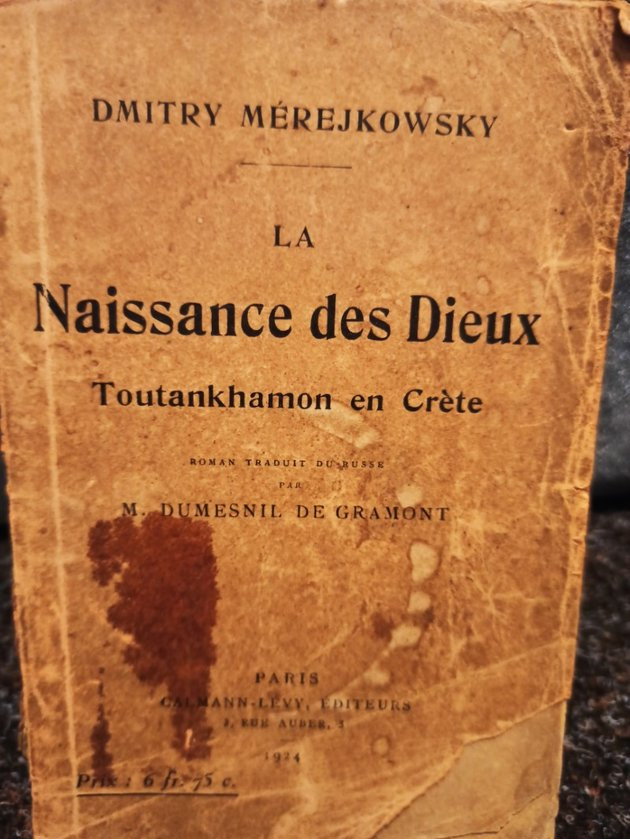 DMITRY MÉREJKOWSKY
LA
Naissance des Dieux
Toutankhamon en Crète
ROMAN TRADUIT DU RUSSE
PAR
M. DUMESNIL DE GRAMONT
PARIS
CALMANN-LÉVY, ÉDITEURS
3, RUE AUBER, 3
1924
Prix : 6 fr. 75 c.